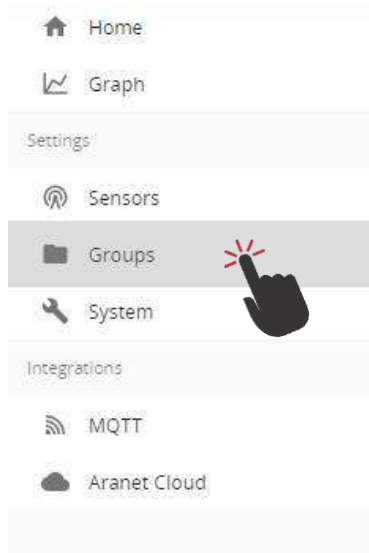 Home
Graph
Settings
Sensors
Groups
System
Integrations
MQTT
Aranet Cloud